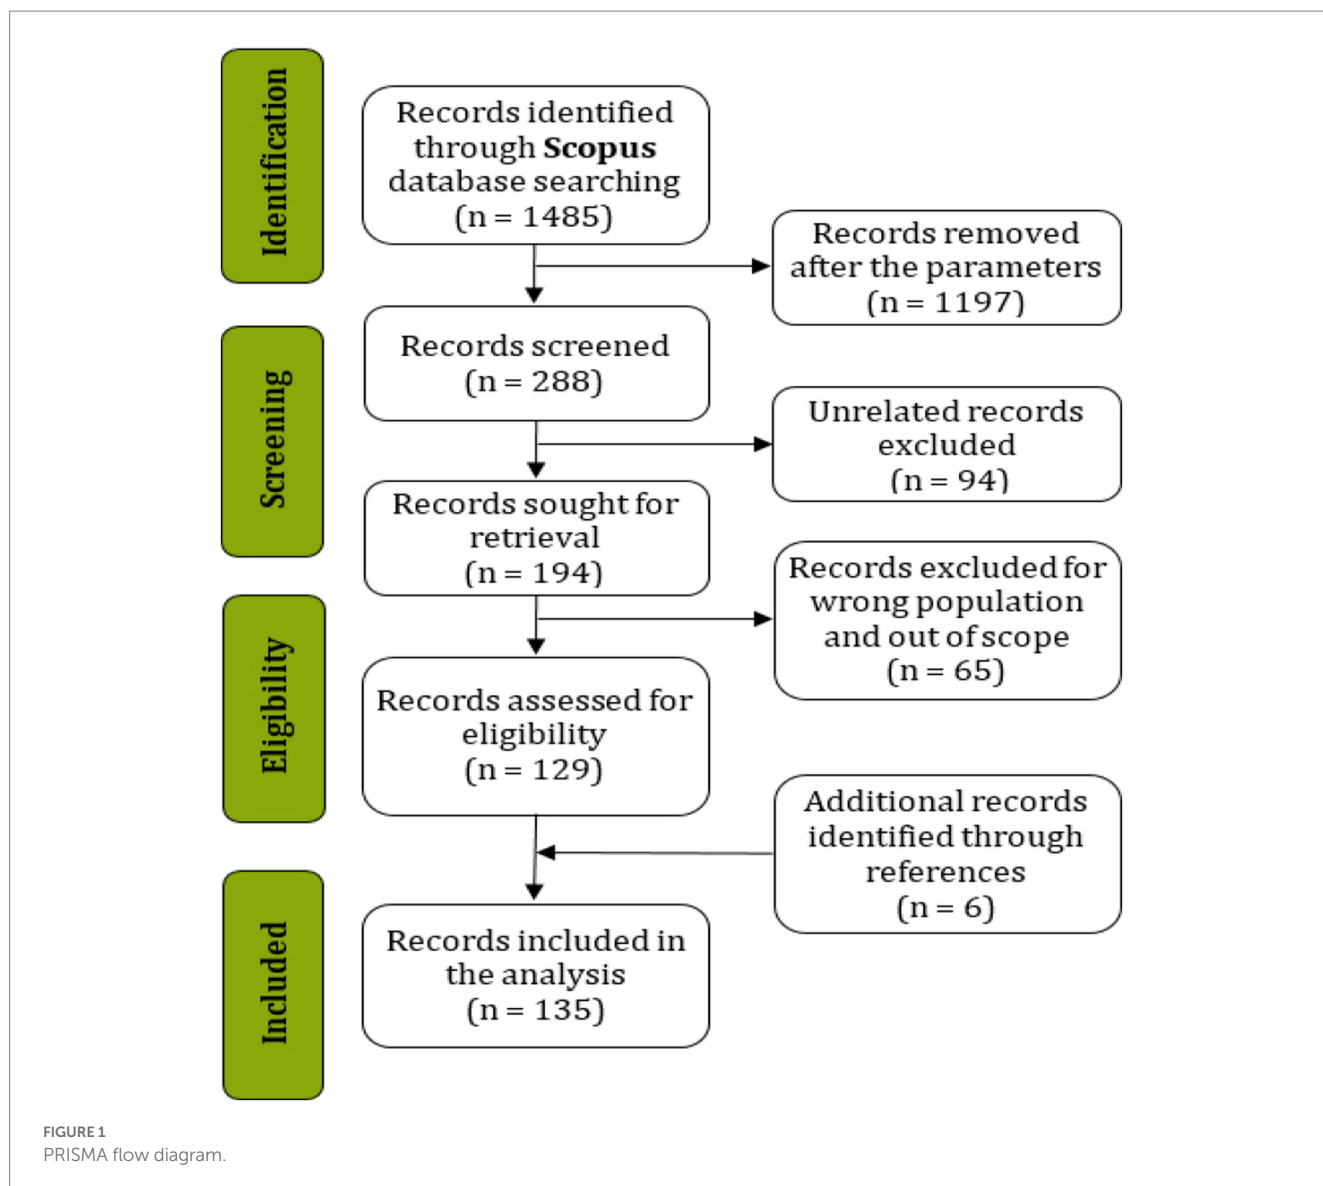 Identification
Records identified
through Scopus
database searching
(n = 1485)
Records removed
after the parameters
(n = 1197)
Screening
Records screened
(n = 288)
Unrelated records
excluded
(n = 94)
Records sought for
retrieval
(n = 194)
Records excluded for
wrong population
and out of scope
(n = 65)
Eligibility
Records assessed for
eligibility
(n = 129)
Additional records
identified through
references
(n = 6)
Included
Records included in
the analysis
(n = 135)
FIGURE 1
PRISMA flow diagram.